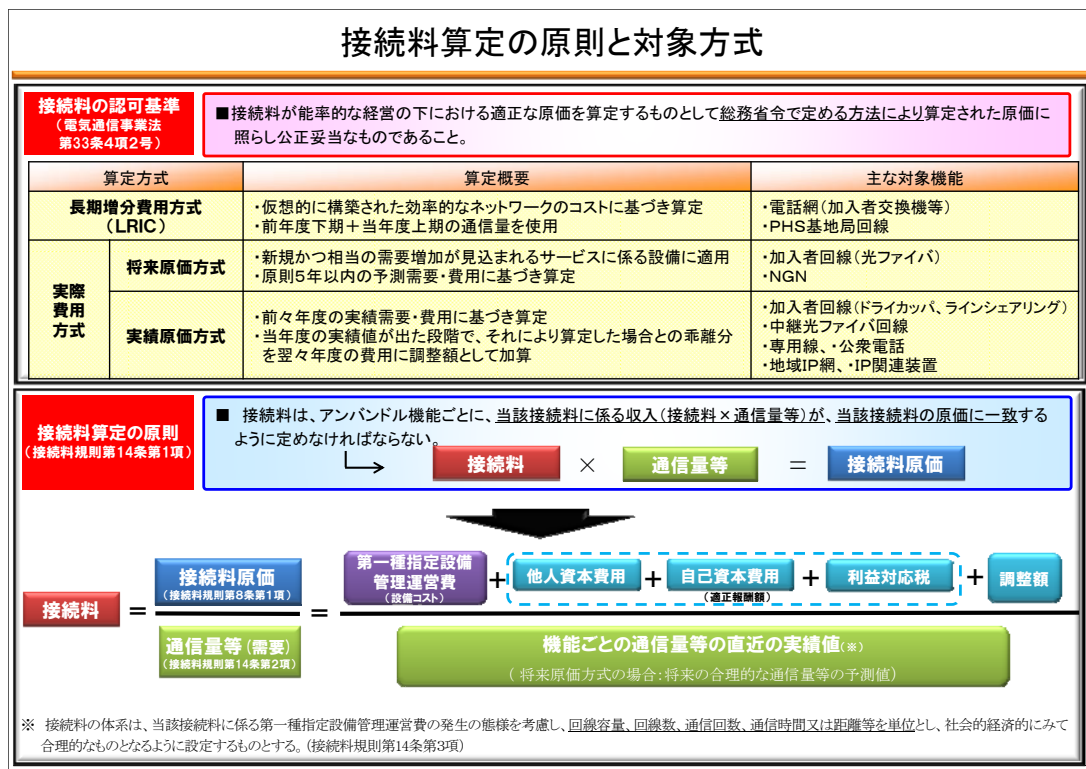 接続料算定の原則と対象方式
接続料の認可基準
（電気通信事業法
第33条4項2号）
■接続料が能率的な経営の下における適正な原価を算定するものとして総務省令で定める方法により算定された原価に
照らし公正妥当なものであること。
算定方式 算定概要 主な対象機能
長期増分費用方式
（LRIC）
・仮想的に構築された効率的なネットワークのコストに基づき算定
・前年度下期＋当年度上期の通信量を使用
・電話網（加入者交換機等）
・PHS基地局回線
実際
費用
方式
将来原価方式
・新規かつ相当の需要増加が見込まれるサービスに係る設備に適用
・原則５年以内の予測需要・費用に基づき算定
・加入者回線（光ファイバ）
・NGN
実績原価方式
・前々年度の実績需要・費用に基づき算定
・当年度の実績値が出た段階で、それにより算定した場合との乖離分
を翌々年度の費用に調整額として加算
・加入者回線（ドライカッパ、ラインシェアリング）
・中継光ファイバ回線
・専用線、・公衆電話
・地域IP網、・IP関連装置
接続料算定の原則
（接続料規則第14条第1項）
■ 接続料は、アンバンドル機能ごとに、当該接続料に係る収入（接続料×通信量等）が、当該接続料の原価に一致する
ように定めなければならない。
接続料 × 通信量等 ＝ 接続料原価
接続料 ＝
接続料原価
（接続料規則第8条第1項）
通信量等（需要）
（接続料規則第14条第2項）
＝
第一種指定設備
管理運営費
（設備コスト）
＋ 他人資本費用 ＋ 自己資本費用 ＋ 利益対応税 ＋ 調整額
（適正報酬額）
機能ごとの通信量等の直近の実績値（※）
（ 将来原価方式の場合：将来の合理的な通信量等の予測値）
※ 接続料の体系は、当該接続料に係る第一種指定設備管理運営費の発生の態様を考慮し、回線容量、回線数、通信回数、通信時間又は距離等を単位とし、社会的経済的にみて
合理的なものとなるように設定するものとする。（接続料規則第14条第3項）